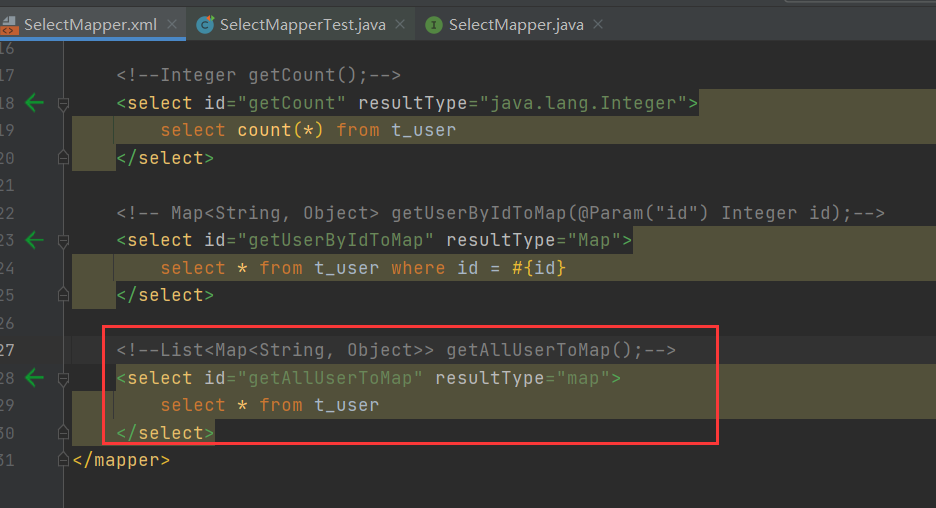 SelectMapper.xml
SelectMapperTest.java
SelectMapper.java
16
17 <!--Integer getCount();-->
18 <select id="getCount" resultType="java.lang.Integer">
19 select count(*) from t_user
20 </select>
21
22 <!-- Map<String, Object> getUserByIdToMap(@Param("id") Integer id);-->
23 <select id="getUserByIdToMap" resultType="Map">
24 select * from t_user where id = #{id}
25 </select>
26
27 <!--List<Map<String, Object>> getAllUserToMap();-->
28 <select id="getAllUserToMap" resultType="map">
29 select * from t_user
30 </select>
31 </mapper>